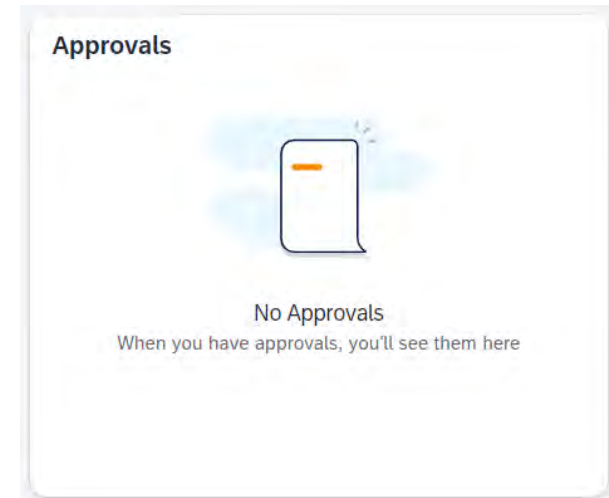 Approvals
No Approvals
When you have approvals, you'll see them here